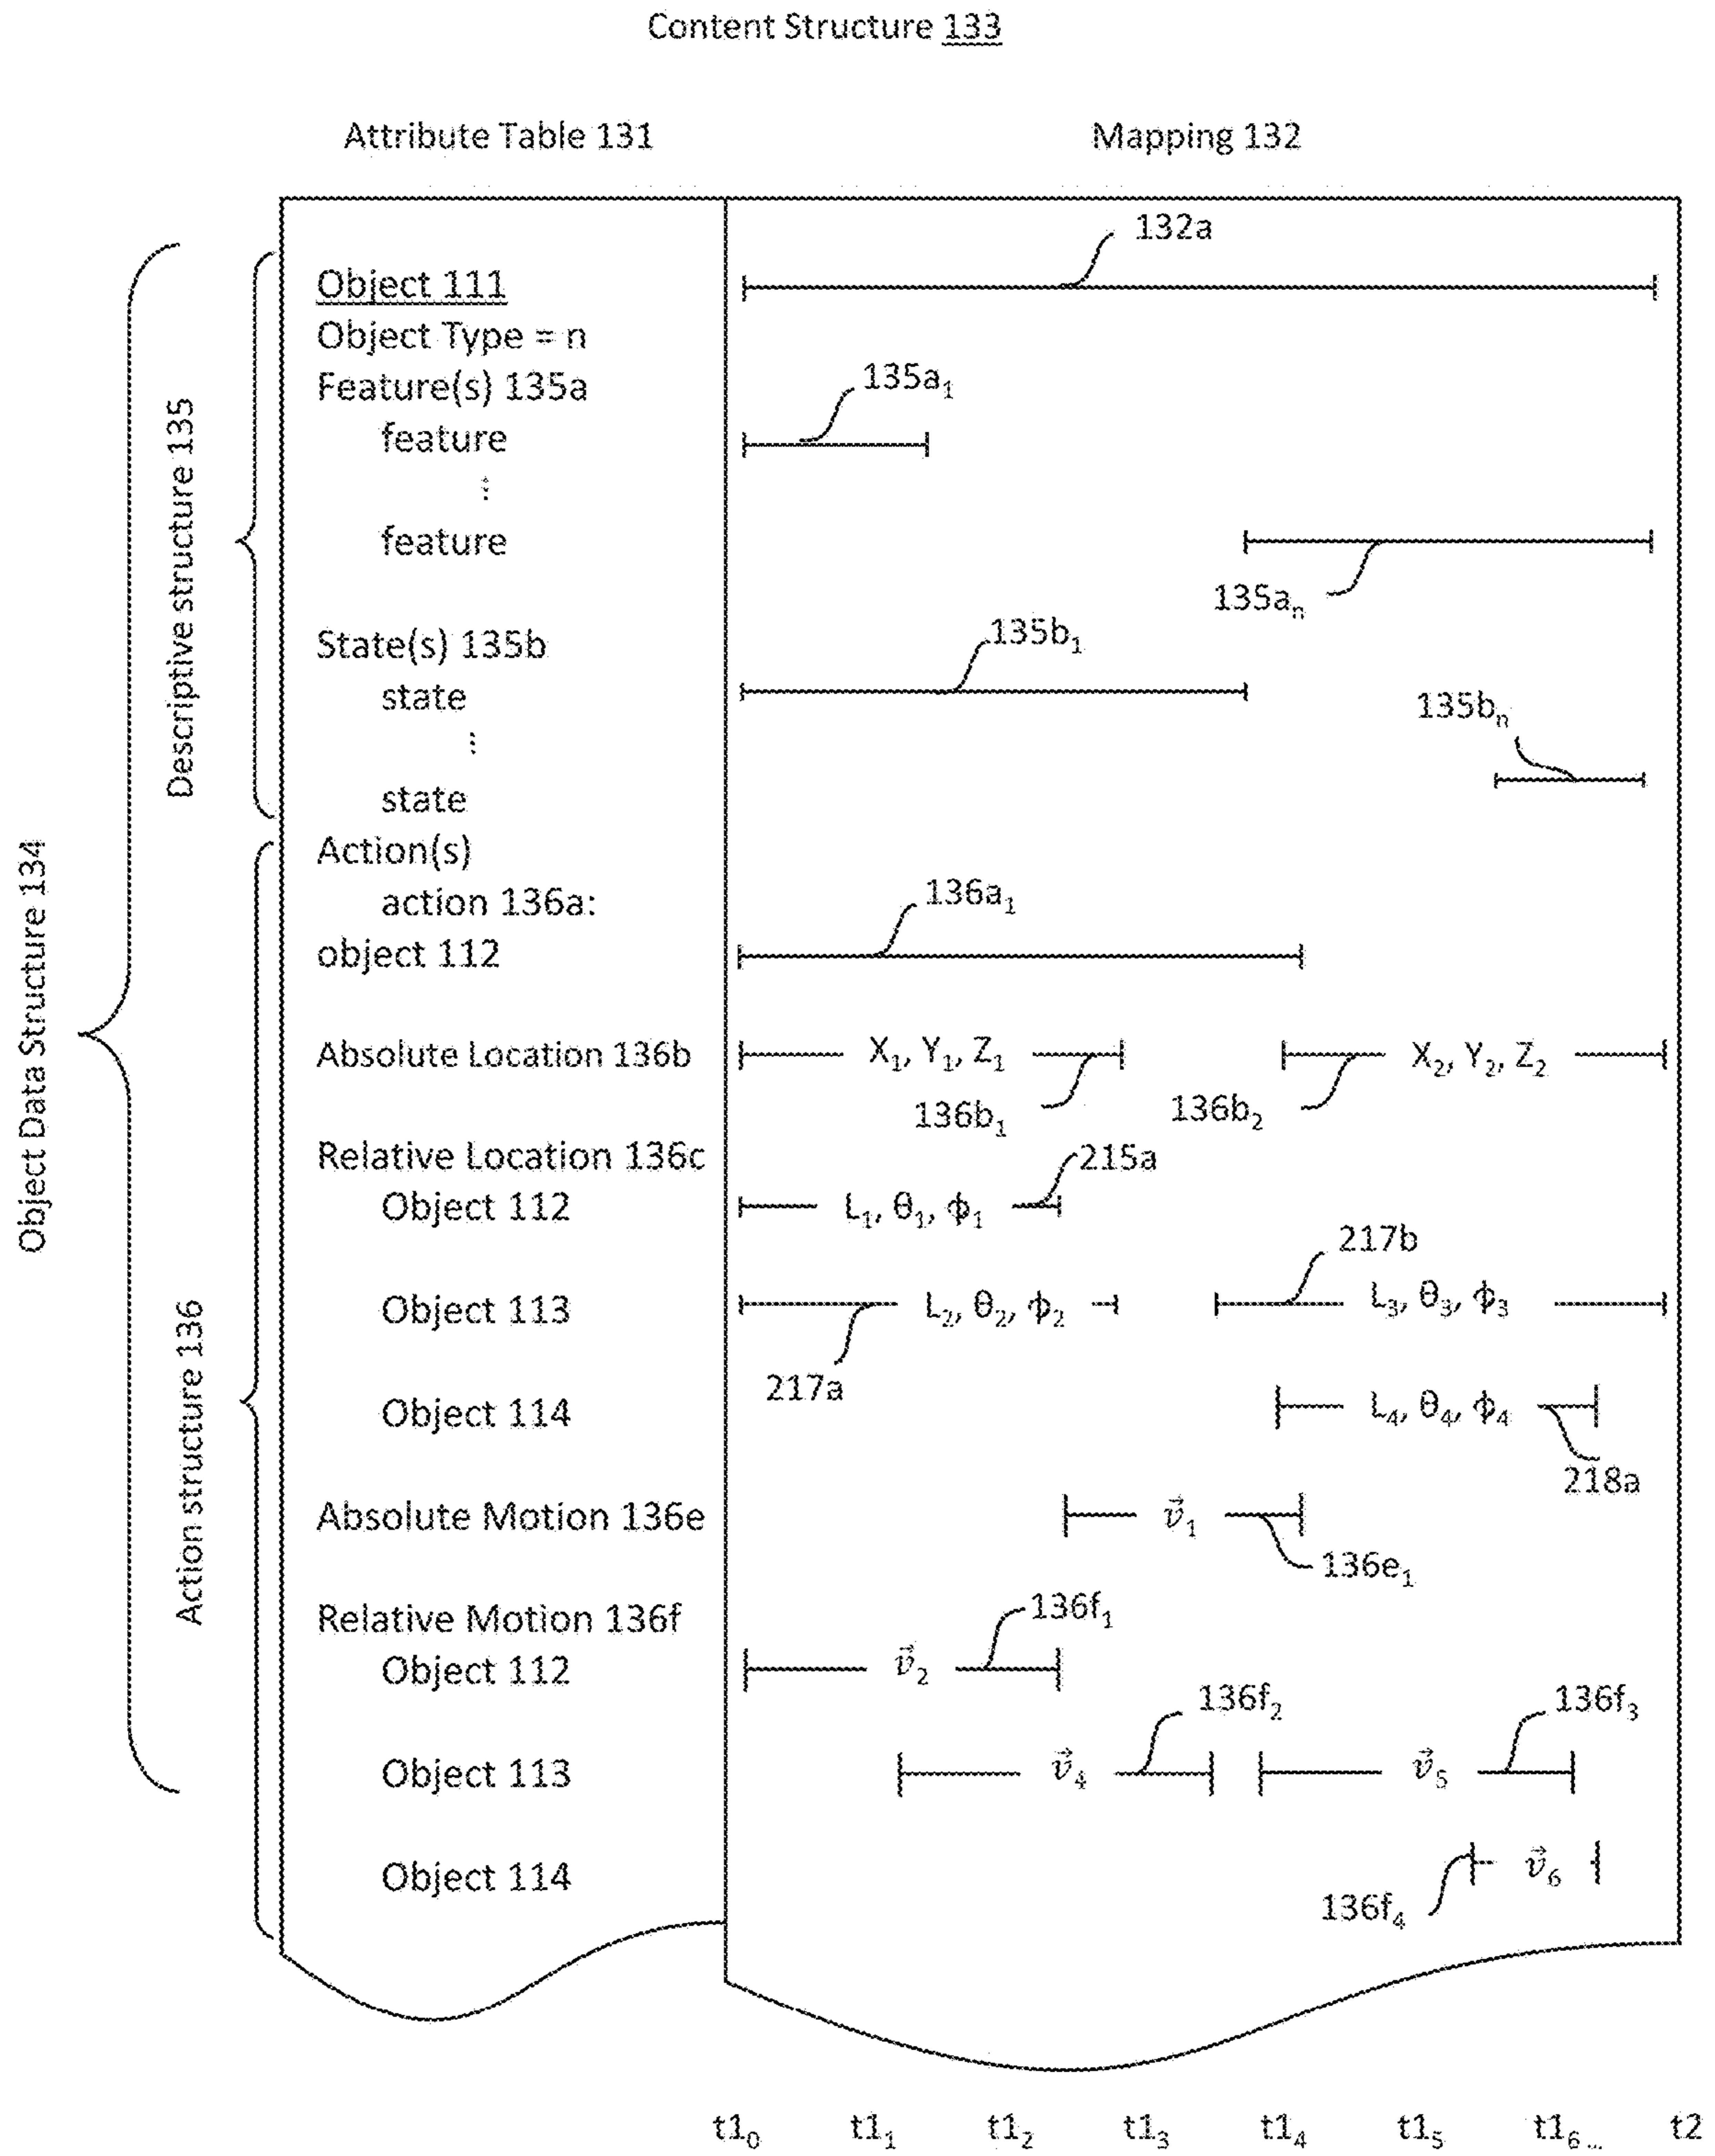 Content Structure 133
Attribute Table 131
Mapping 132
Object Data Structure 134
Descriptive structure 135
Action structure 136
Object 111
132a
Object Type = n
Feature(s) 135a
135a₁
feature
⋮
feature
135aₙ
State(s) 135b
135b₁
state
135bₙ
⋮
state
Action(s)
action 136a:
136a₁
object 112
Absolute Location 136b
X₁, Y₁, Z₁
X₂, Y₂, Z₂
136b₁
136b₂
Relative Location 136c
215a
Object 112
L₁, θ₁, ϕ₁
217b
Object 113
L₂, θ₂, ϕ₂
L₃, θ₃, ϕ₃
217a
Object 114
L₄, θ₄, ϕ₄
218a
Absolute Motion 136e
v⃗₁
136e₁
Relative Motion 136f
136f₁
Object 112
v⃗₂
136f₂
136f₃
Object 113
v⃗₄
v⃗₅
Object 114
v⃗₆
136f₄
t1₀ t1₁ t1₂ t1₃ t1₄ t1₅ t1₆... t2